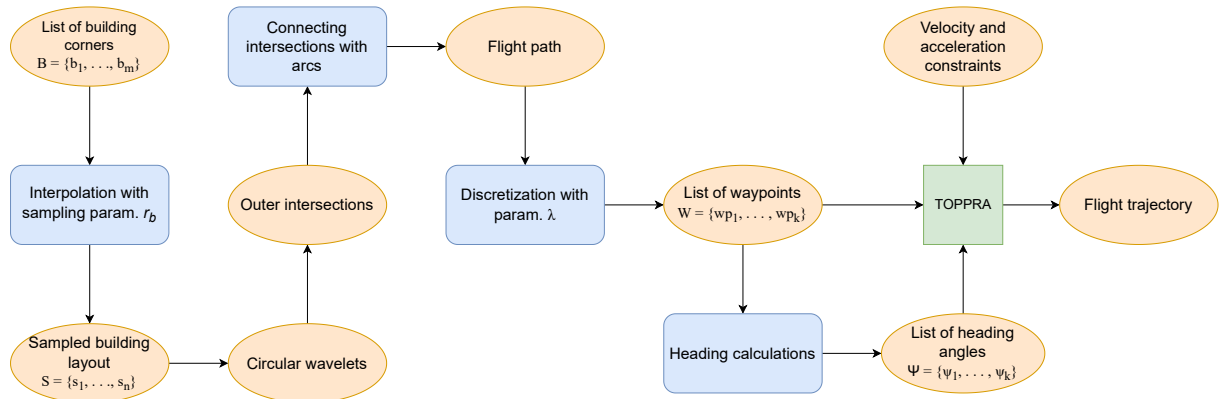 List of building
corners
B = {b₁, . . ., bₘ}
Interpolation with
sampling param. r_b
Sampled building
layout
S = {s₁, . . ., sₙ}
Circular wavelets
Outer intersections
Connecting
intersections with
arcs
Flight path
Discretization with
param. λ
List of waypoints
W = {wp₁, . . . , wpₖ}
Heading calculations
List of heading
angles
Ψ = {ψ₁, . . . , ψₖ}
Velocity and
acceleration
constraints
TOPPRA
Flight trajectory